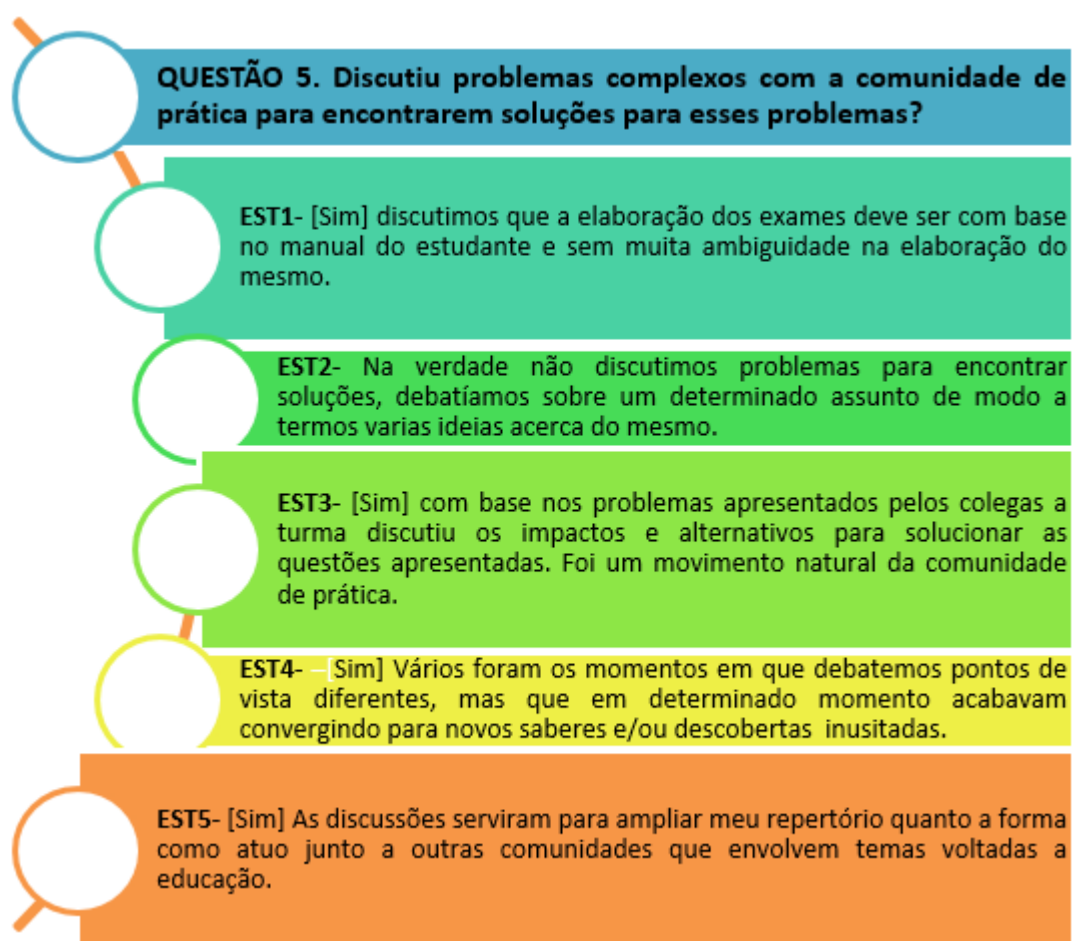 QUESTÃO 5. Discutiu problemas complexos com a comunidade de
prática para encontrarem soluções para esses problemas?
EST1- [Sim] discutimos que a elaboração dos exames deve ser com base
no manual do estudante e sem muita ambiguidade na elaboração do
mesmo.
EST2- Na verdade não discutimos problemas para encontrar
soluções, debatíamos sobre um determinado assunto de modo a
termos varias ideias acerca do mesmo.
EST3- [Sim] com base nos problemas apresentados pelos colegas a
turma discutiu os impactos e alternativos para solucionar as
questões apresentadas. Foi um movimento natural da comunidade
de prática.
EST4- –[Sim] Vários foram os momentos em que debatemos pontos de
vista diferentes, mas que em determinado momento acabavam
convergindo para novos saberes e/ou descobertas inusitadas.
EST5- [Sim] As discussões serviram para ampliar meu repertório quanto a forma
como atuo junto a outras comunidades que envolvem temas voltadas a
educação.